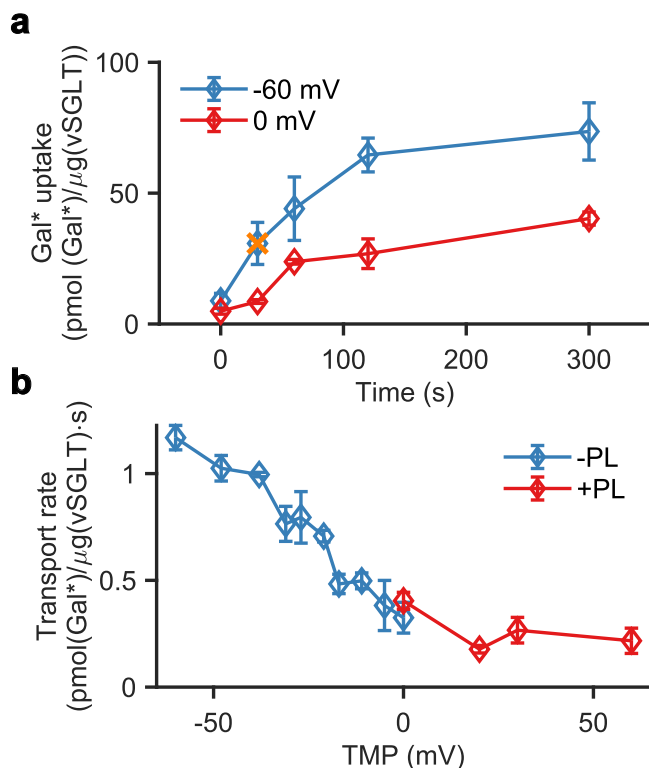 a
100
50
0
Gal* uptake
(pmol (Gal*)/μg(vSGLT))
-60 mV
0 mV
0 100 200 300
Time (s)
b
1
0.5
0
Transport rate
(pmol(Gal*)/μg(vSGLT)·s)
-PL
+PL
-50 0 50
TMP (mV)